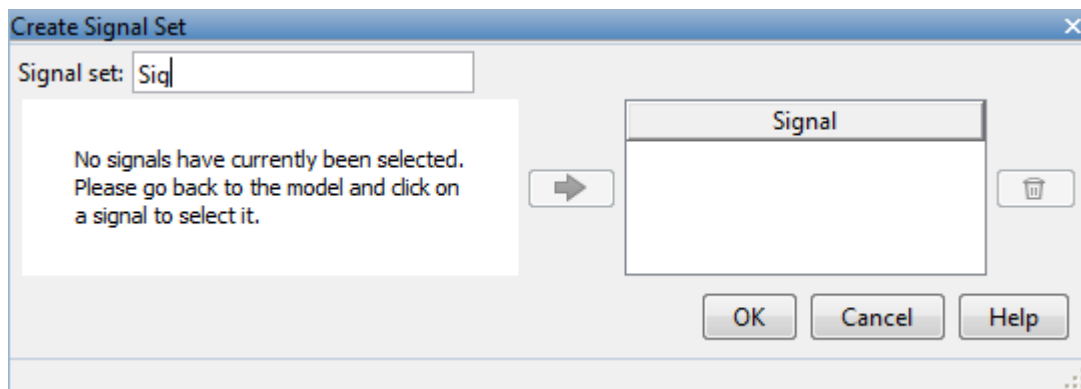 Create Signal Set
Signal set: Sig
No signals have currently been selected.
Please go back to the model and click on
a signal to select it.
Signal
OK Cancel Help